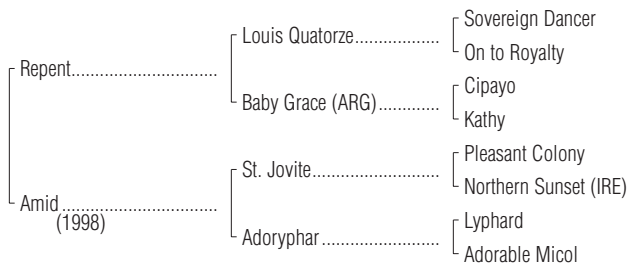 Sovereign Dancer
Louis Quatorze..................
On to Royalty
Repent...............................
Cipayo
Baby Grace (ARG).............
Kathy
Pleasant Colony
St. Jovite...........................
Northern Sunset (IRE)
Amid...........................
(1998)
Lyphard
Adoryphar.........................
Adorable Micol